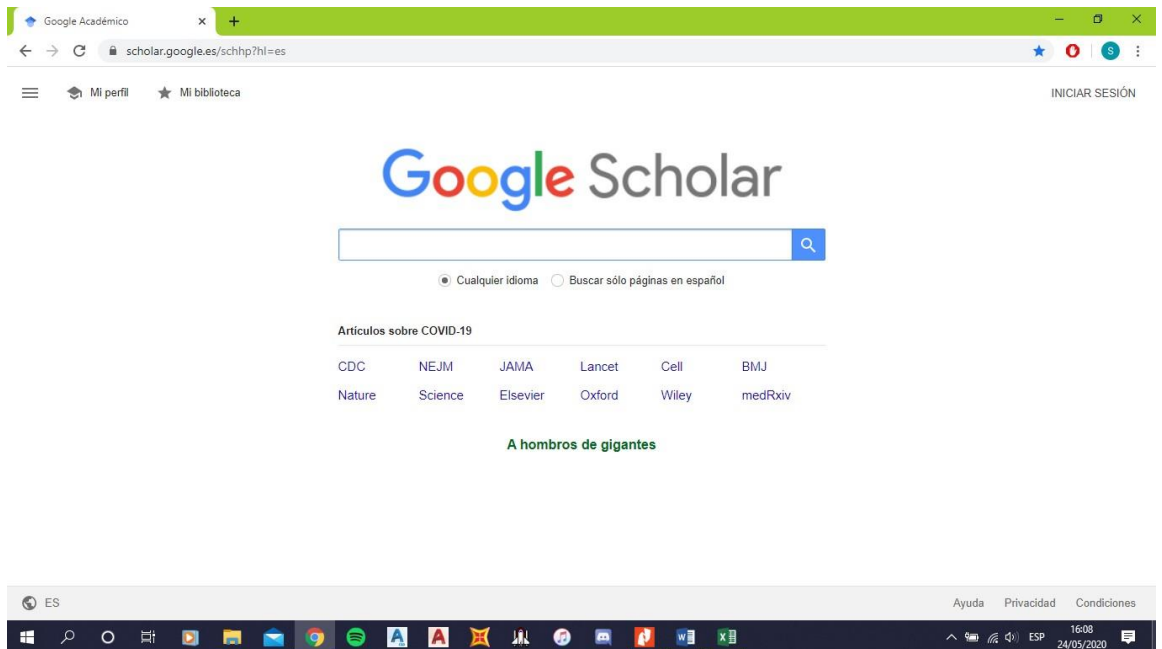 Google Académico
scholar.google.es/schhp?hl=es
S
Mi perfil Mi biblioteca INICIAR SESIÓN
Google Scholar
Cualquier idioma Buscar sólo páginas en español
Artículos sobre COVID-19
CDC NEJM JAMA Lancet Cell BMJ
Nature Science Elsevier Oxford Wiley medRxiv
A hombros de gigantes
ES Ayuda Privacidad Condiciones
ESP 16:08
24/05/2020